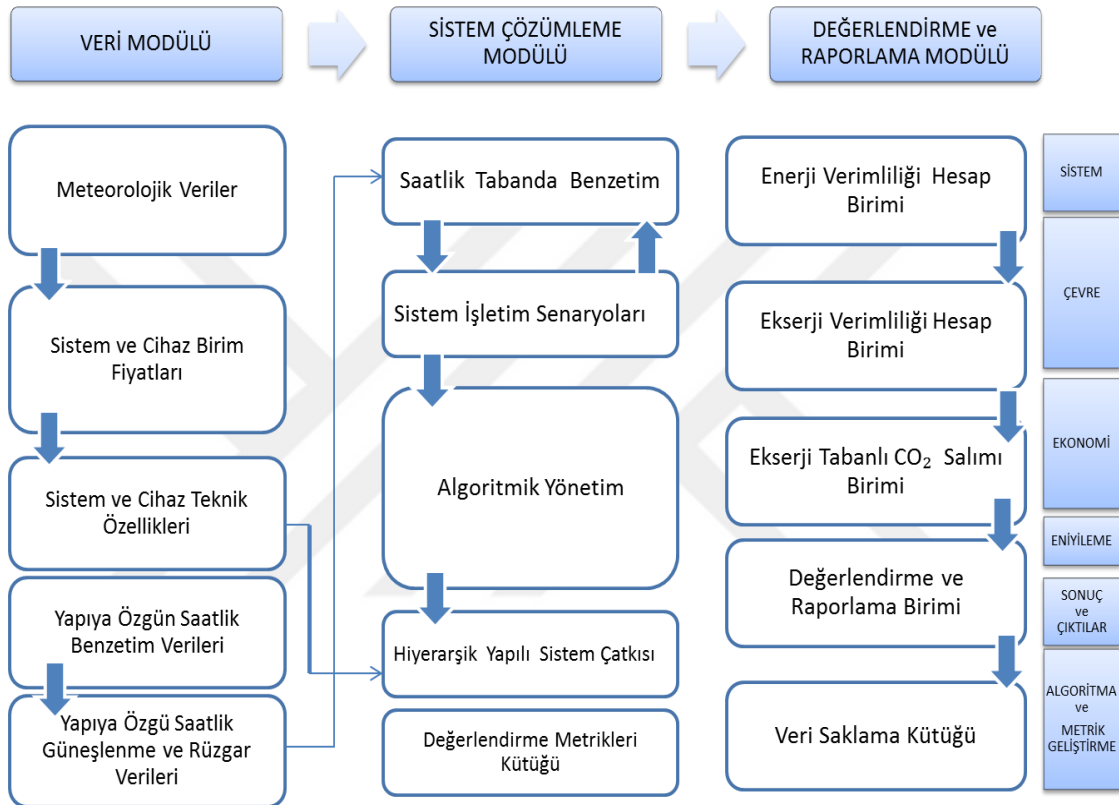 VERİ MODÜLÜ
SİSTEM ÇÖZÜMLEME
MODÜLÜ
DEĞERLENDİRME ve
RAPORLAMA MODÜLÜ
Meteorolojik Veriler
Sistem ve Cihaz Birim
Fiyatları
Sistem ve Cihaz Teknik
Özellikleri
Yapıya Özgün Saatlik
Benzetim Verileri
Yapıya Özgü Saatlik
Güneşlenme ve Rüzgar
Verileri
Saatlik Tabanda Benzetim
Sistem İşletim Senaryoları
Algoritmik Yönetim
Hiyerarşik Yapılı Sistem Çatkısı
Değerlendirme Metrikleri
Kütüğü
Enerji Verimliliği Hesap
Birimi
Ekserji Verimliliği Hesap
Birimi
Ekserji Tabanlı CO₂ Salımı
Birimi
Değerlendirme ve
Raporlama Birimi
Veri Saklama Kütüğü
SİSTEM
ÇEVRE
EKONOMİ
ENİYİLEME
SONUÇ
ve
ÇIKTILAR
ALGORİTMA
ve
METRİK
GELİŞTİRME